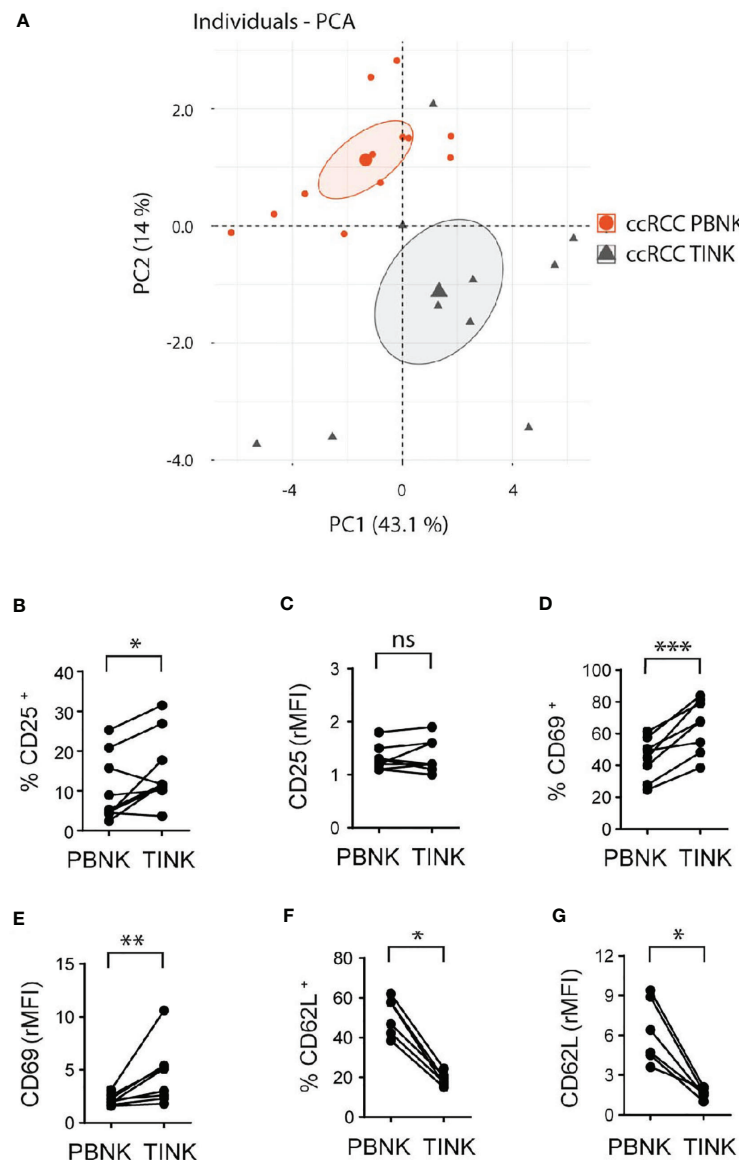 A
Individuals - PCA
2.0
0.0
-2.0
-4.0
PC2 (14 %)
-4
0
4
PC1 (43.1 %)
ccRCC PBNK
ccRCC TINK
B
*
40
30
20
10
0
% CD25 +
PBNK TINK
C
ns
3
2
1
0
CD25 (rMFI)
PBNK TINK
D
***
100
80
60
40
20
0
% CD69 +
PBNK TINK
E
**
15
10
5
0
CD69 (rMFI)
PBNK TINK
F
*
80
60
40
20
0
% CD62L +
PBNK TINK
G
*
12
9
6
3
0
CD62L (rMFI)
PBNK TINK